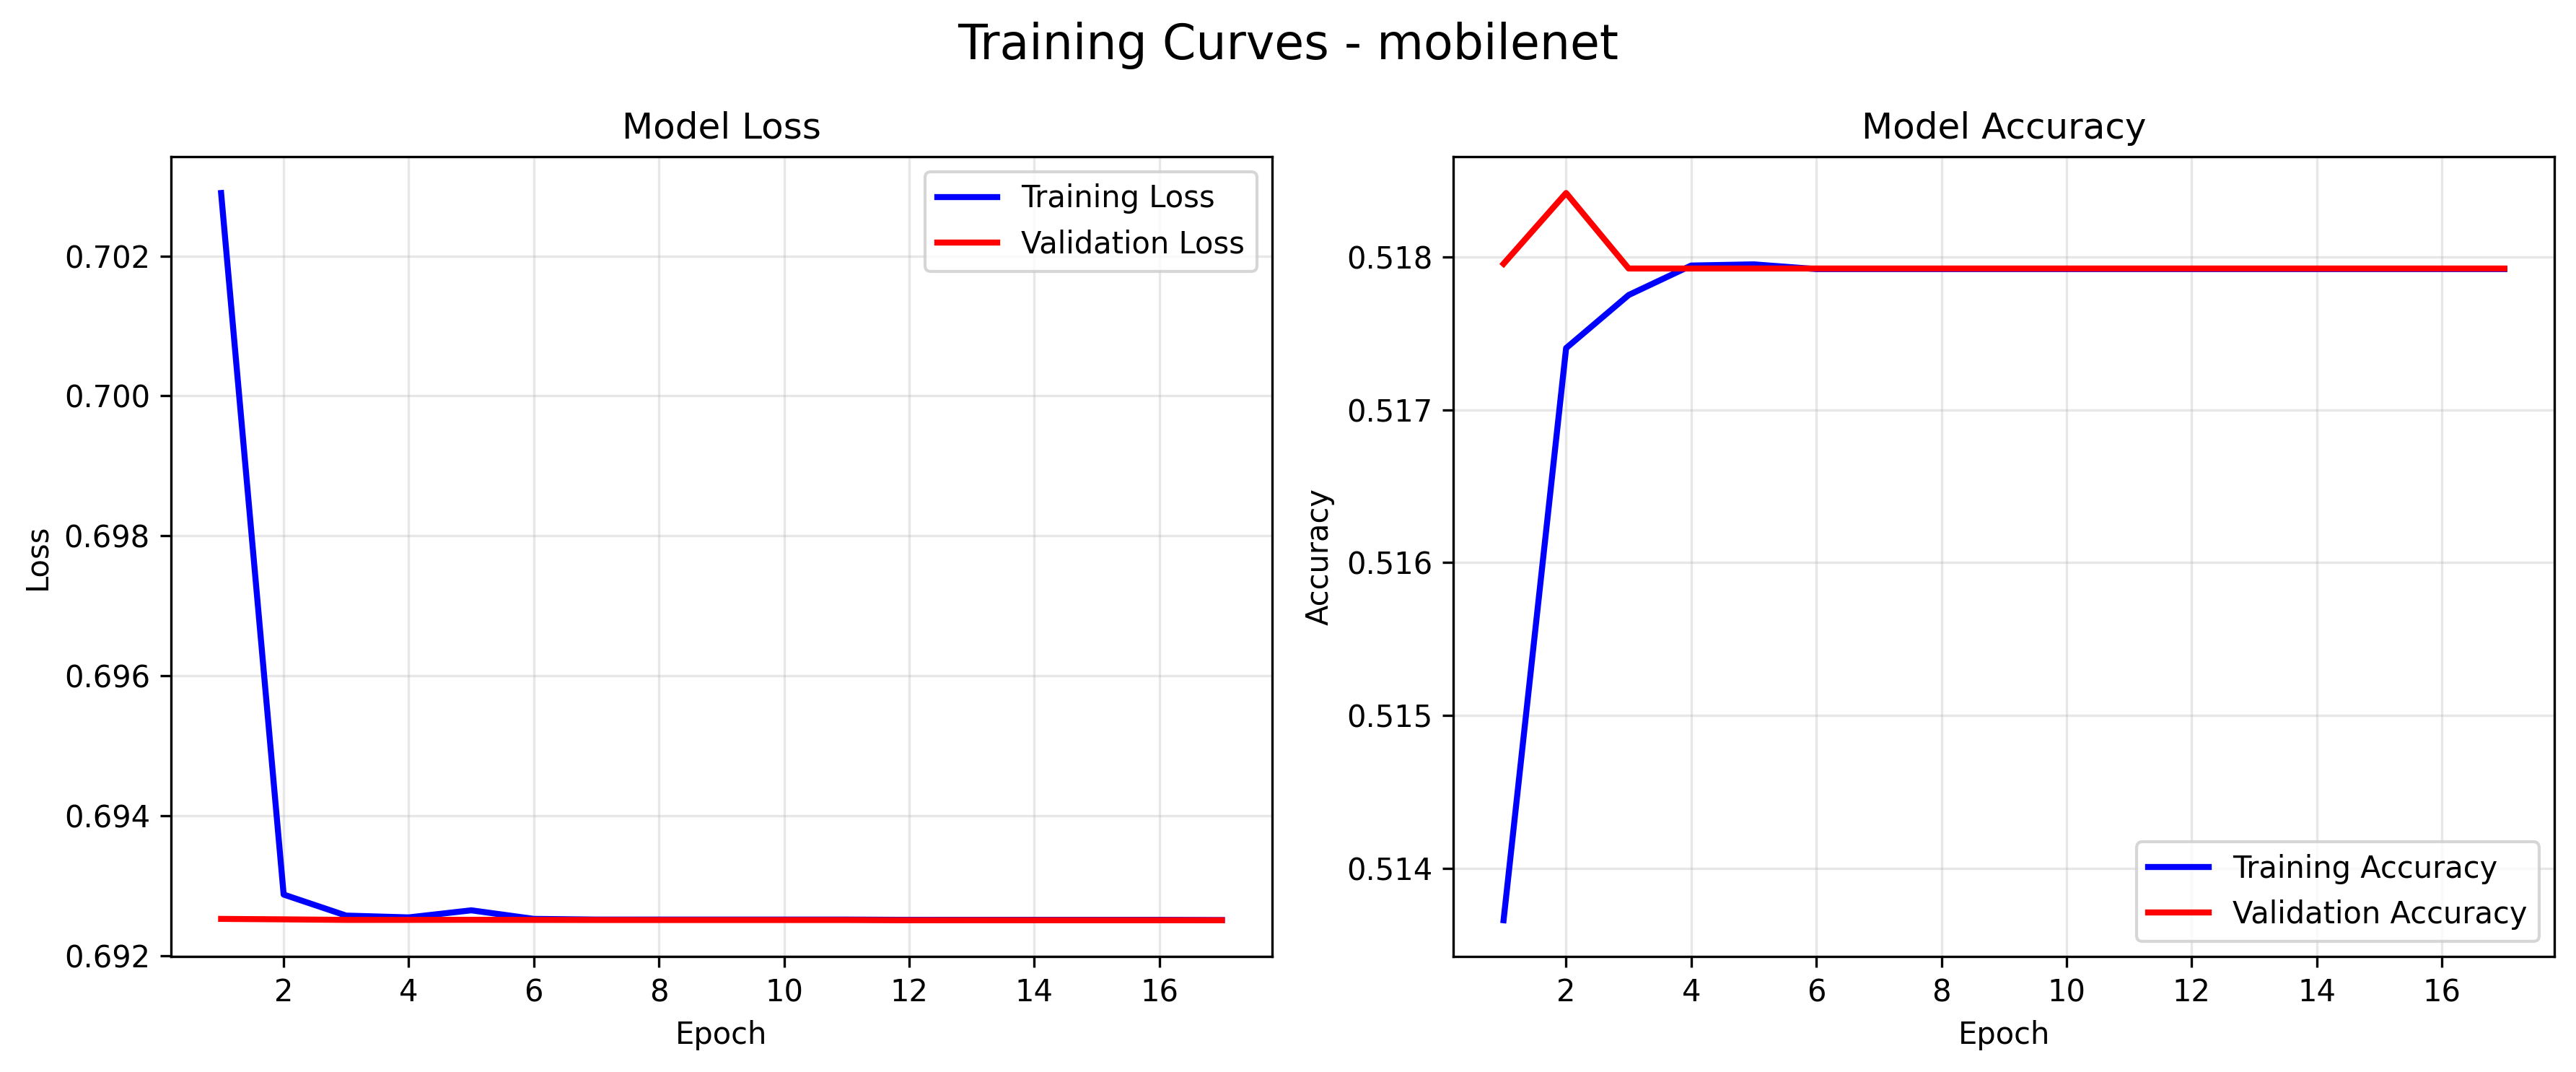 Training Curves - mobilenet
Model Loss
Training Loss
Validation Loss
0.702
0.700
0.698
0.696
0.694
0.692
Loss
2 4 6 8 10 12 14 16
Epoch
Model Accuracy
0.518
0.517
0.516
0.515
0.514
Accuracy
Training Accuracy
Validation Accuracy
2 4 6 8 10 12 14 16
Epoch